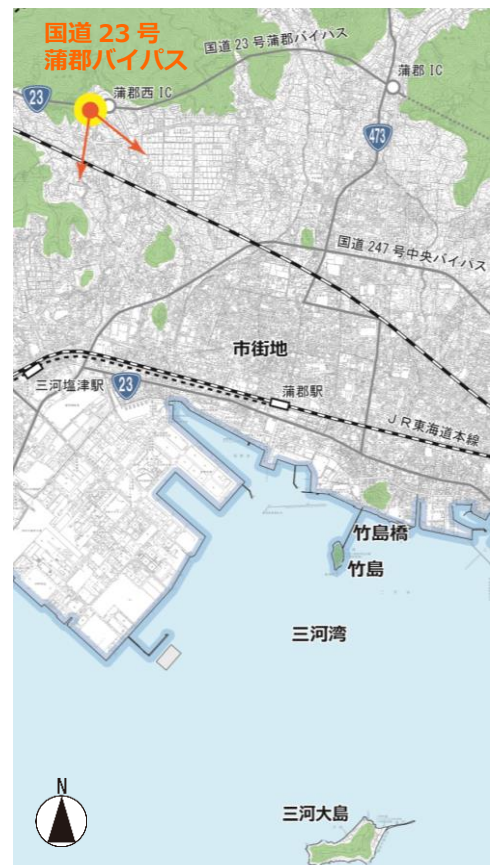 国道 23 号
蒲郡バイパス
国道 23 号蒲郡バイパス
蒲郡 IC
蒲郡西 IC
23
473
国道 247 号中央バイパス
市街地
三河塩津駅
23
蒲郡駅
JR東海道本線
竹島橋
竹島
三河湾
N
三河大島